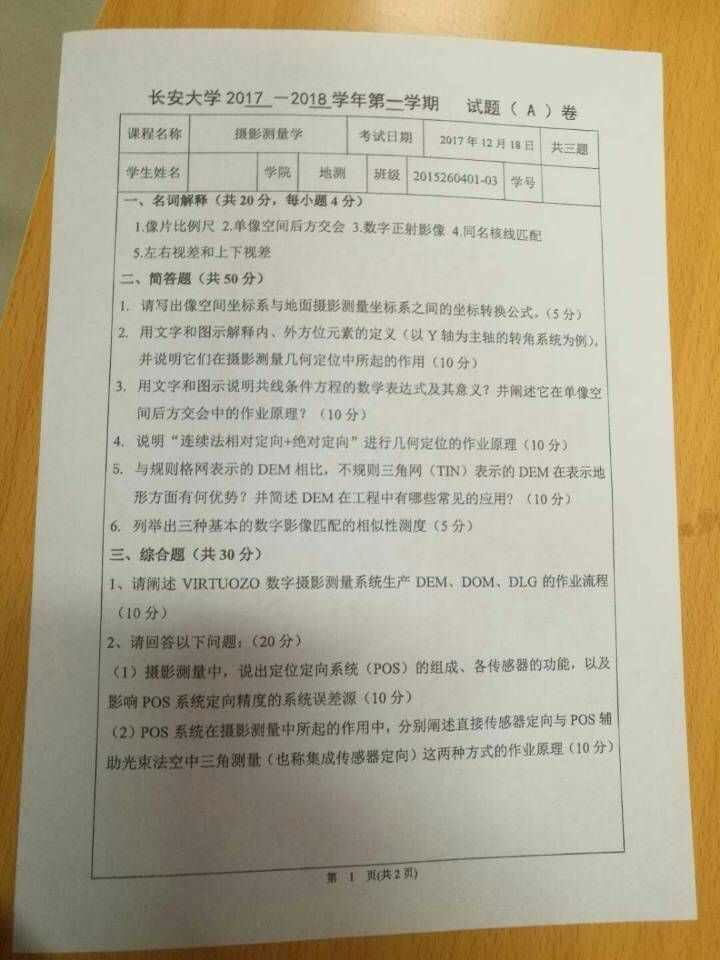 长安大学 2017 —2018 学年第一学期 试题（ A ）卷
课程名称 摄影测量学 考试日期 2017 年 12 月 18 日 共三题
学生姓名 学院 地测 班级 2015260401-03 学号
一、名词解释（共 20 分，每小题 4 分）
1.像片比例尺 2.单像空间后方交会 3.数字正射影像 4.同名核线匹配
5.左右视差和上下视差
二、简答题（共 50 分）
1. 请写出像空间坐标系与地面摄影测量坐标系之间的坐标转换公式。（5 分）
2. 用文字和图示解释内、外方位元素的定义（以 Y 轴为主轴的转角系统为例），
并说明它们在摄影测量几何定位中所起的作用（10 分）
3. 用文字和图示说明共线条件方程的数学表达式及其意义？并阐述它在单像空
间后方交会中的作业原理？（10 分）
4. 说明“连续法相对定向+绝对定向”进行几何定位的作业原理（10 分）
5. 与规则格网表示的 DEM 相比，不规则三角网（TIN）表示的 DEM 在表示地
形方面有何优势？并简述 DEM 在工程中有哪些常见的应用？（10 分）
6. 列举出三种基本的数字影像匹配的相似性测度（5 分）
三、综合题（共 30 分）
1、请阐述 VIRTUOZO 数字摄影测量系统生产 DEM、DOM、DLG 的作业流程
（10 分）
2、请回答以下问题：（20 分）
（1）摄影测量中，说出定位定向系统（POS）的组成、各传感器的功能，以及
影响 POS 系统定向精度的系统误差源（10 分）
（2）POS 系统在摄影测量中所起的作用中，分别阐述直接传感器定向与 POS 辅
助光束法空中三角测量（也称集成传感器定向）这两种方式的作业原理（10 分）
第 1 页(共 2 页)